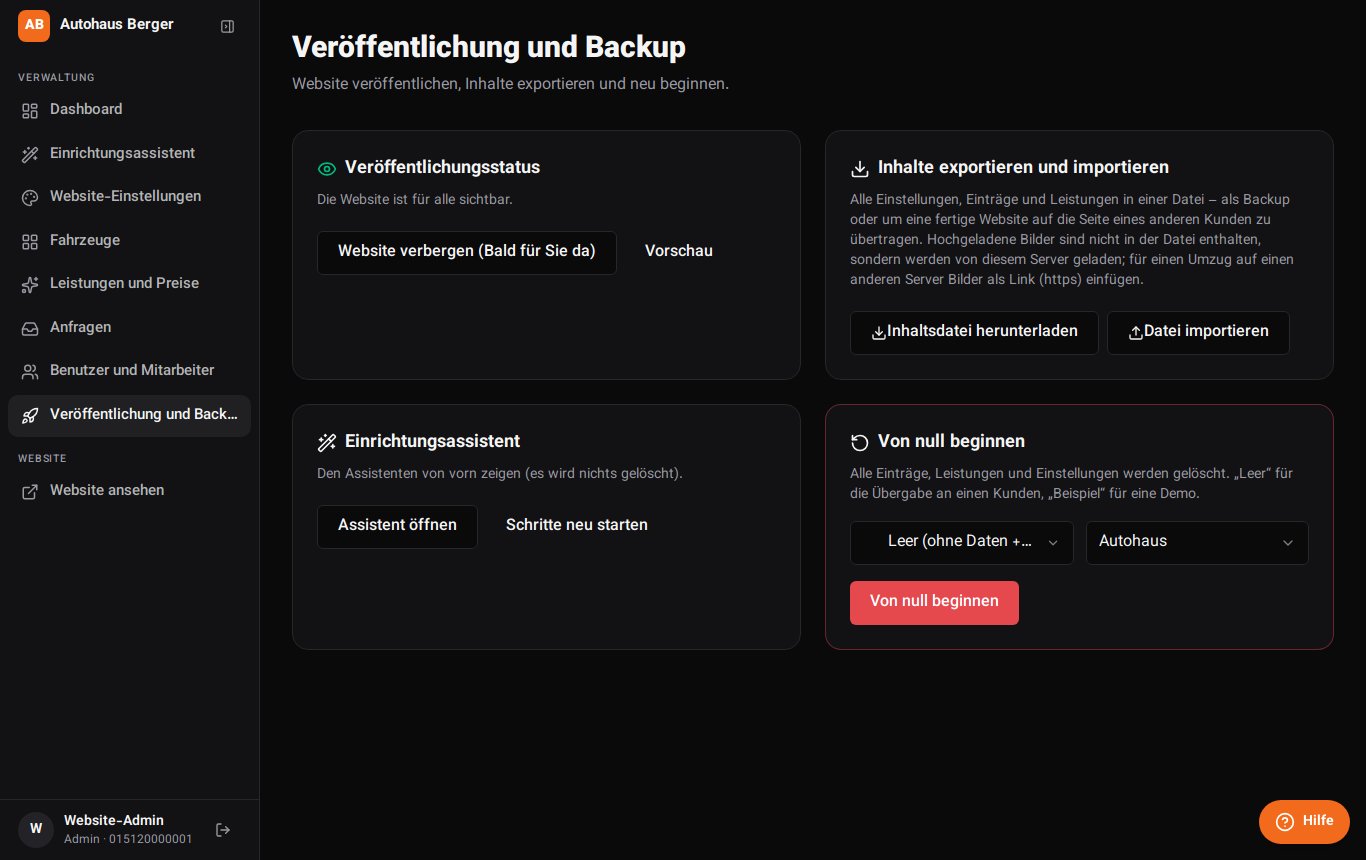 AB Autohaus Berger
VERWALTUNG
Dashboard
Einrichtungsassistent
Website-Einstellungen
Fahrzeuge
Leistungen und Preise
Anfragen
Benutzer und Mitarbeiter
Veröffentlichung und Back...
WEBSITE
Website ansehen
W
Website-Admin
Admin · 015120000001
Veröffentlichung und Backup
Website veröffentlichen, Inhalte exportieren und neu beginnen.
Veröffentlichungsstatus
Die Website ist für alle sichtbar.
Website verbergen (Bald für Sie da) Vorschau
Inhalte exportieren und importieren
Alle Einstellungen, Einträge und Leistungen in einer Datei – als Backup
oder um eine fertige Website auf die Seite eines anderen Kunden zu
übertragen. Hochgeladene Bilder sind nicht in der Datei enthalten,
sondern werden von diesem Server geladen; für einen Umzug auf einen
anderen Server Bilder als Link (https) einfügen.
Inhaltsdatei herunterladen Datei importieren
Einrichtungsassistent
Den Assistenten von vorn zeigen (es wird nichts gelöscht).
Assistent öffnen Schritte neu starten
Von null beginnen
Alle Einträge, Leistungen und Einstellungen werden gelöscht. „Leer“ für
die Übergabe an einen Kunden, „Beispiel“ für eine Demo.
Leer (ohne Daten +... Autohaus
Von null beginnen
Hilfe